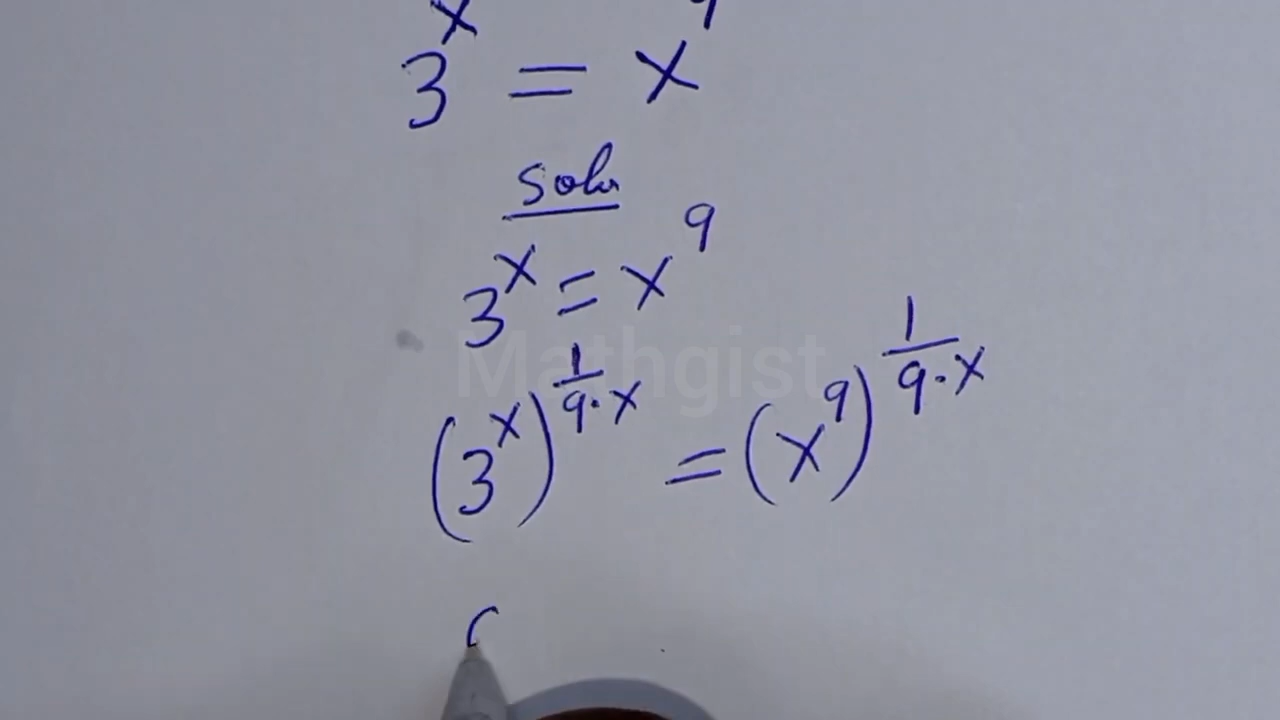 3^x = x^9
Soln
3^x = x^9
Mathgist
(3^x)^(1/9·x) = (x^9)^(1/9·x)
(